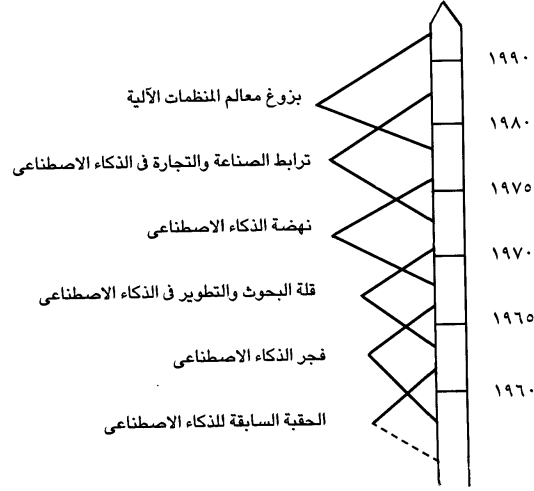 ١٩٩٠
بزوغ معالم المنظمات الآلية
١٩٨٠
ترابط الصناعة والتجارة فى الذكاء الاصطناعى
١٩٧٥
نهضة الذكاء الاصطناعى
١٩٧٠
قلة البحوث والتطوير فى الذكاء الاصطناعى
١٩٦٥
فجر الذكاء الاصطناعى
١٩٦٠
الحقبة السابقة للذكاء الاصطناعى